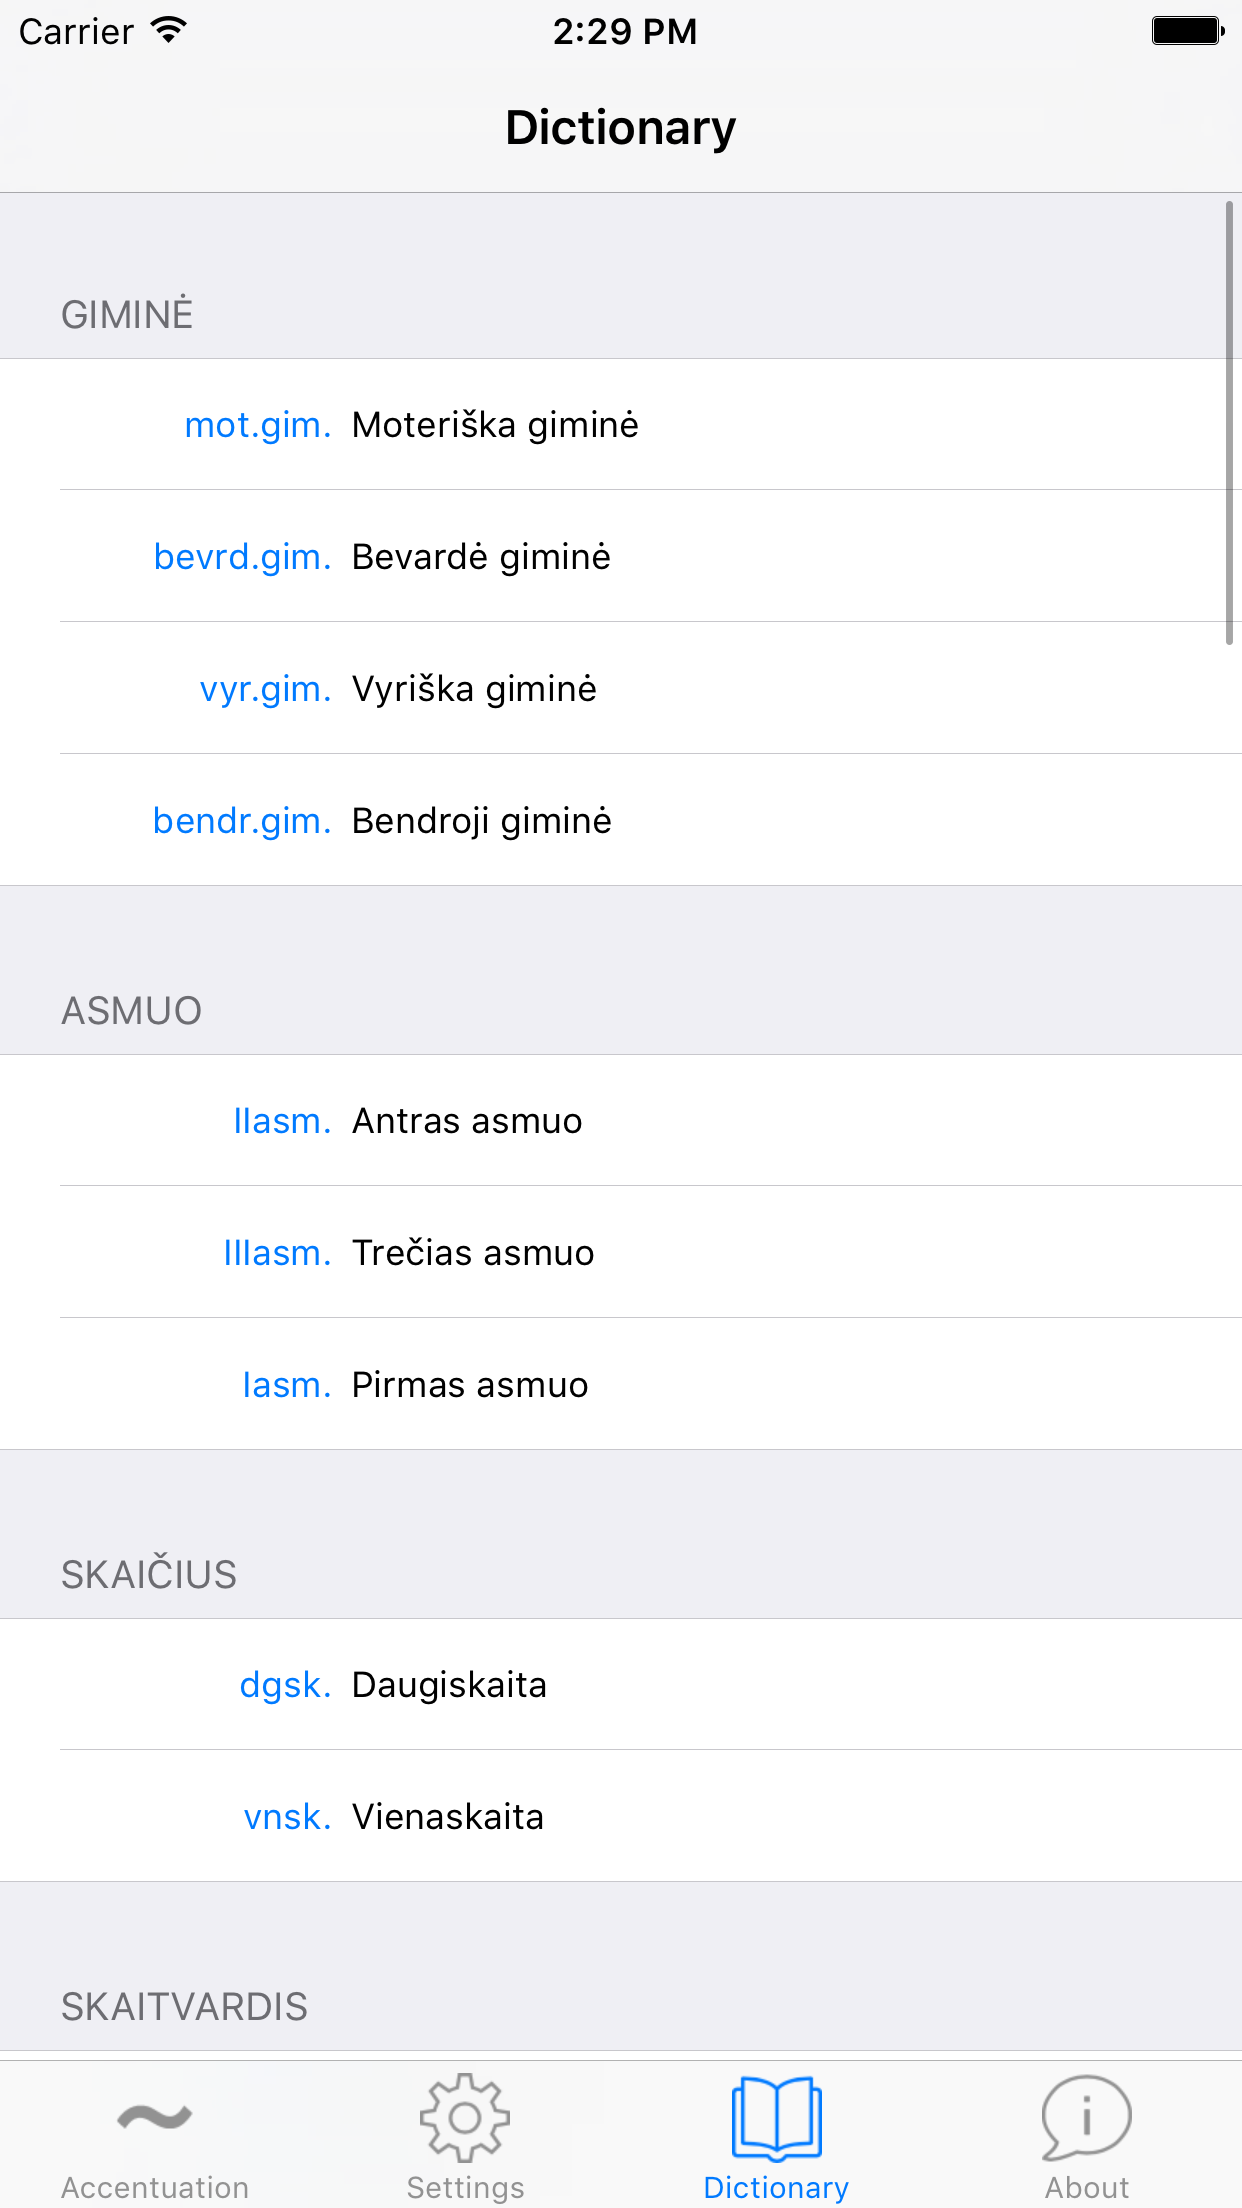 Carrier 2:29 PM
Dictionary
GIMINĖ
mot.gim. Moteriška giminė
bevrd.gim. Bevardė giminė
vyr.gim. Vyriška giminė
bendr.gim. Bendroji giminė
ASMUO
IIasm. Antras asmuo
IIIasm. Trečias asmuo
Iasm. Pirmas asmuo
SKAIČIUS
dgsk. Daugiskaita
vnsk. Vienaskaita
SKAITVARDIS
Accentuation Settings Dictionary About